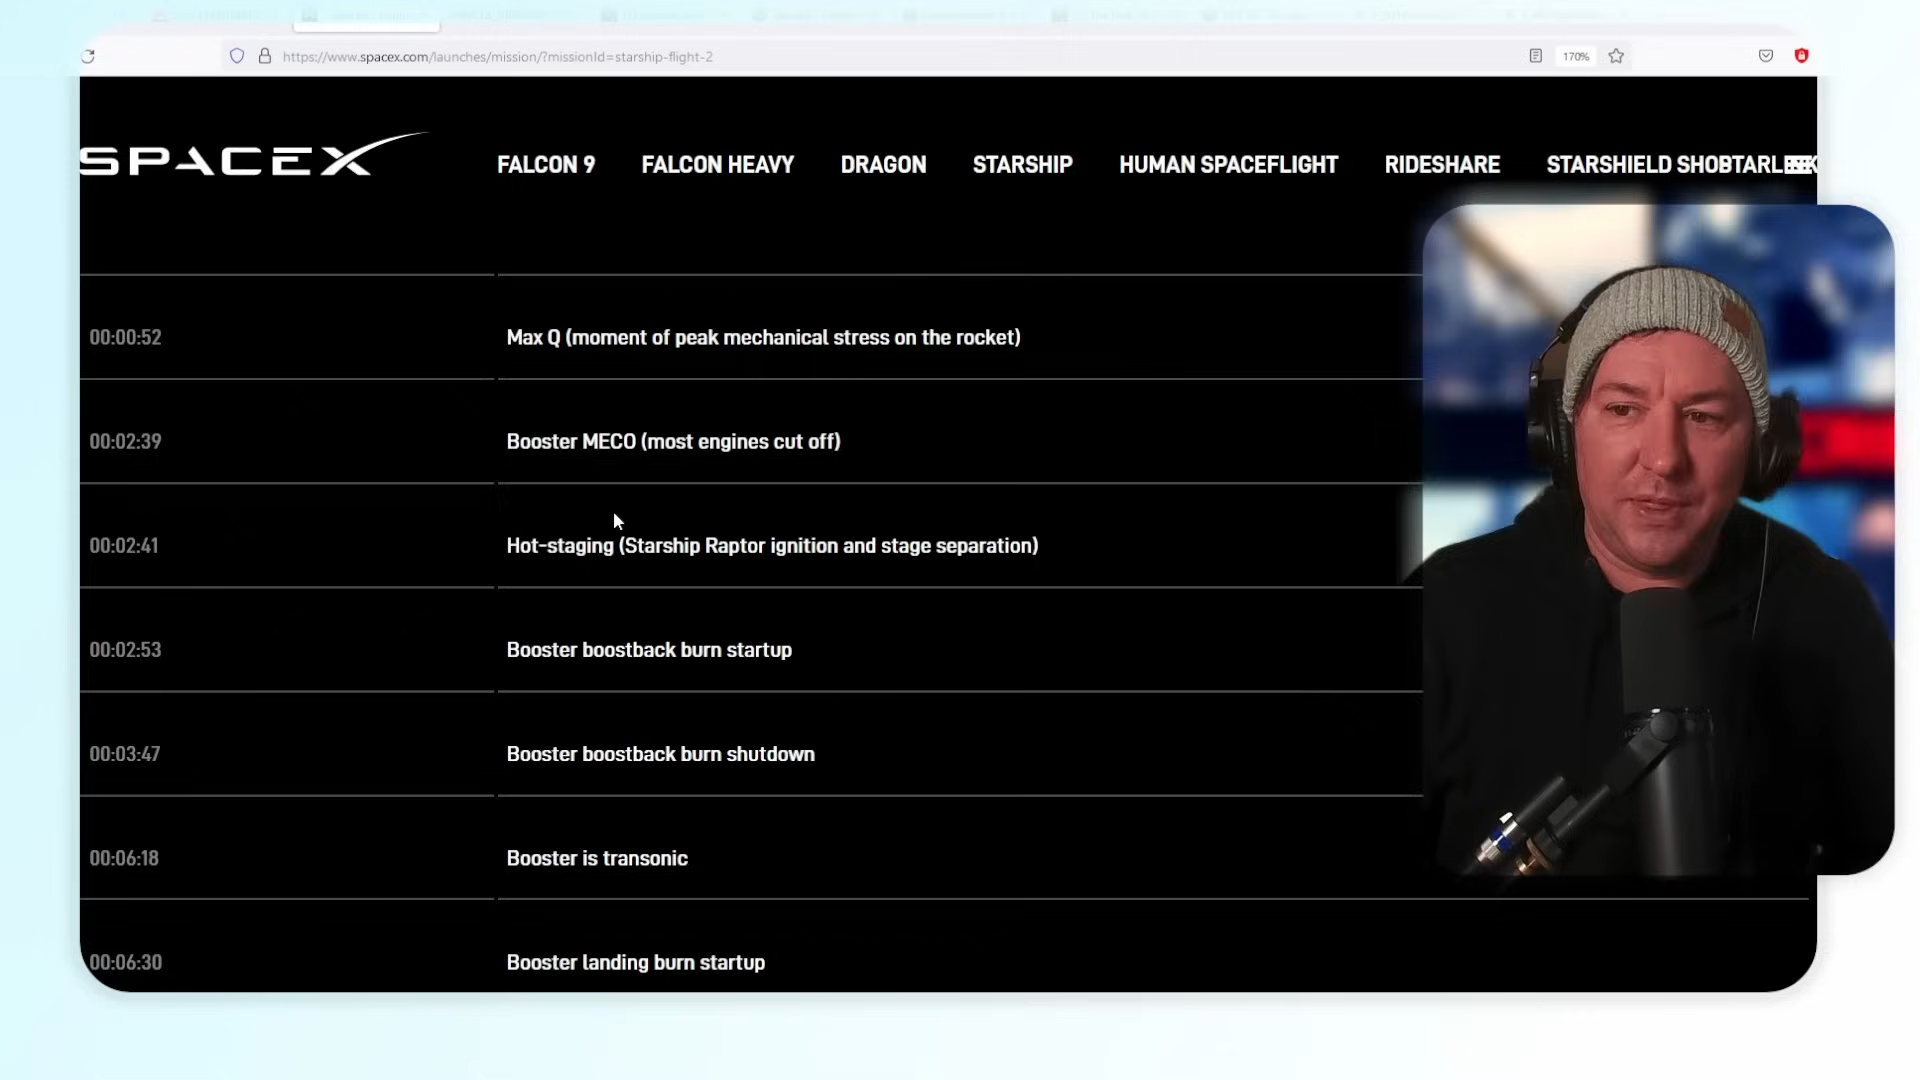 https://www.spacex.com/launches/mission/?missionId=starship-flight-2
170%
SPACEX
FALCON 9 FALCON HEAVY DRAGON STARSHIP HUMAN SPACEFLIGHT RIDESHARE STARSHIELD
00:00:52 Max Q (moment of peak mechanical stress on the rocket)
00:02:39 Booster MECO (most engines cut off)
00:02:41 Hot-staging (Starship Raptor ignition and stage separation)
00:02:53 Booster boostback burn startup
00:03:47 Booster boostback burn shutdown
00:06:18 Booster is transonic
00:06:30 Booster landing burn startup